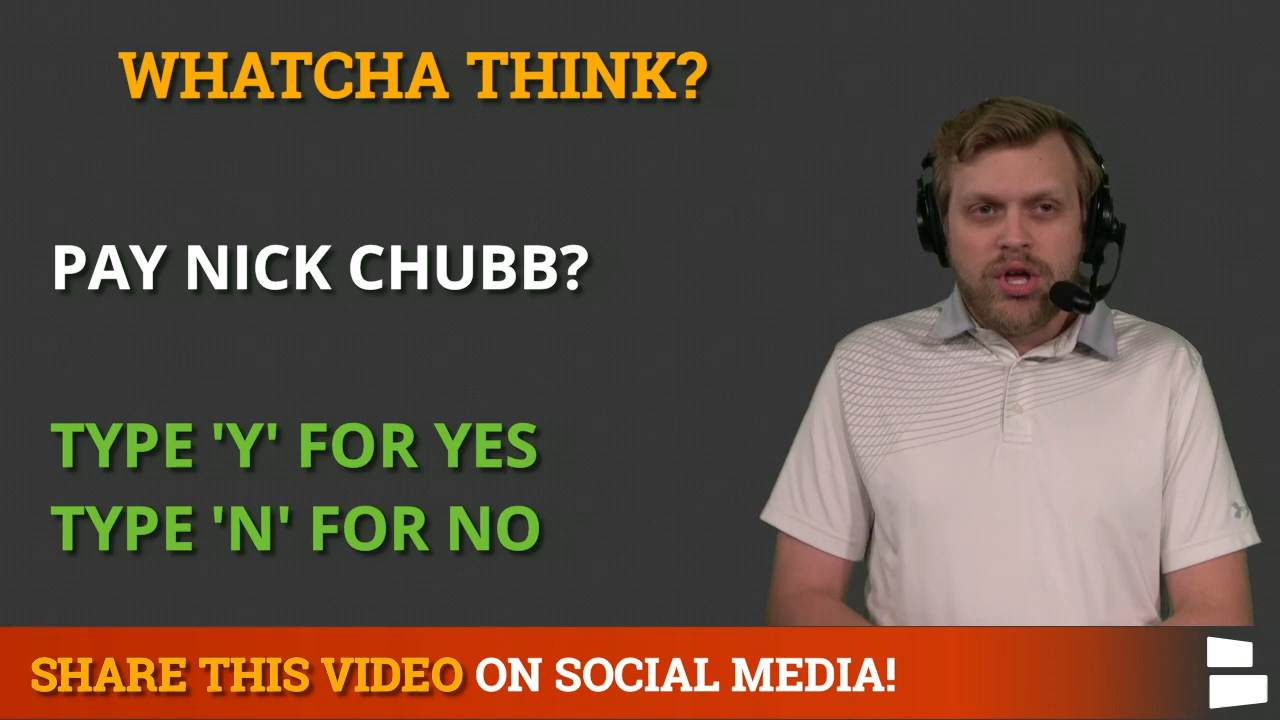 WHATCHA THINK?
PAY NICK CHUBB?
TYPE 'Y' FOR YES
TYPE 'N' FOR NO
SHARE THIS VIDEO ON SOCIAL MEDIA!